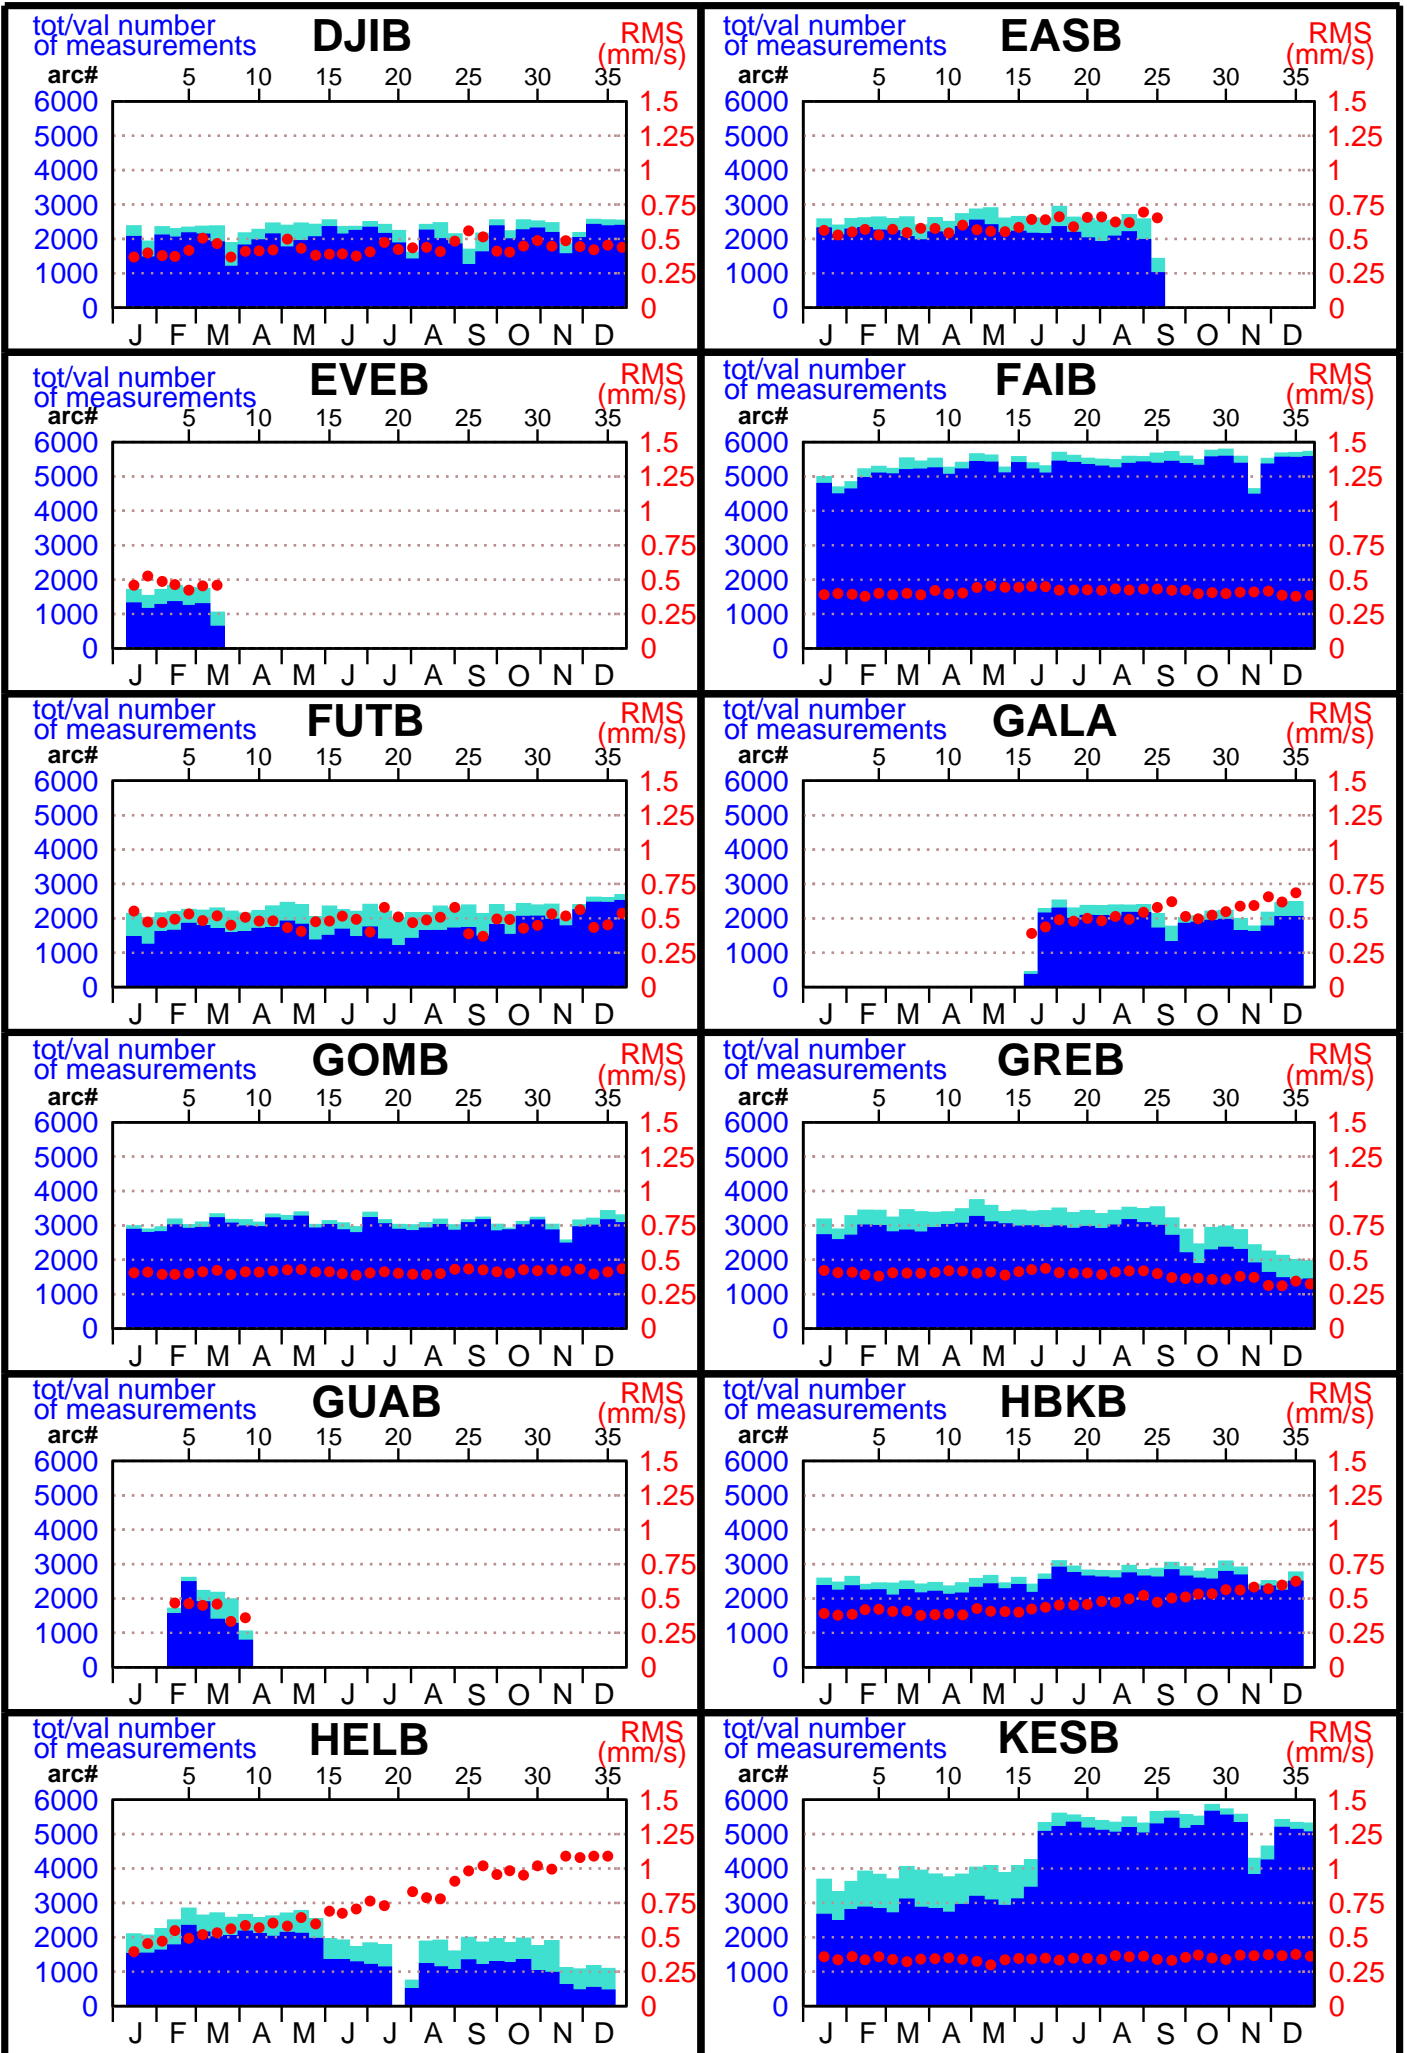 tot/val number of measurements DJIB RMS (mm/s)
arc# 5 10 15 20 25 30 35
6000 1.5
5000 1.25
4000 1
3000 0.75
2000 0.5
1000 0.25
0 0
J F M A M J J A S O N D
tot/val number of measurements EASB RMS (mm/s)
arc# 5 10 15 20 25 30 35
6000 1.5
5000 1.25
4000 1
3000 0.75
2000 0.5
1000 0.25
0 0
J F M A M J J A S O N D
tot/val number of measurements EVEB RMS (mm/s)
arc# 5 10 15 20 25 30 35
6000 1.5
5000 1.25
4000 1
3000 0.75
2000 0.5
1000 0.25
0 0
J F M A M J J A S O N D
tot/val number of measurements FAIB RMS (mm/s)
arc# 5 10 15 20 25 30 35
6000 1.5
5000 1.25
4000 1
3000 0.75
2000 0.5
1000 0.25
0 0
J F M A M J J A S O N D
tot/val number of measurements FUTB RMS (mm/s)
arc# 5 10 15 20 25 30 35
6000 1.5
5000 1.25
4000 1
3000 0.75
2000 0.5
1000 0.25
0 0
J F M A M J J A S O N D
tot/val number of measurements GALA RMS (mm/s)
arc# 5 10 15 20 25 30 35
6000 1.5
5000 1.25
4000 1
3000 0.75
2000 0.5
1000 0.25
0 0
J F M A M J J A S O N D
tot/val number of measurements GOMB RMS (mm/s)
arc# 5 10 15 20 25 30 35
6000 1.5
5000 1.25
4000 1
3000 0.75
2000 0.5
1000 0.25
0 0
J F M A M J J A S O N D
tot/val number of measurements GREB RMS (mm/s)
arc# 5 10 15 20 25 30 35
6000 1.5
5000 1.25
4000 1
3000 0.75
2000 0.5
1000 0.25
0 0
J F M A M J J A S O N D
tot/val number of measurements GUAB RMS (mm/s)
arc# 5 10 15 20 25 30 35
6000 1.5
5000 1.25
4000 1
3000 0.75
2000 0.5
1000 0.25
0 0
J F M A M J J A S O N D
tot/val number of measurements HBKB RMS (mm/s)
arc# 5 10 15 20 25 30 35
6000 1.5
5000 1.25
4000 1
3000 0.75
2000 0.5
1000 0.25
0 0
J F M A M J J A S O N D
tot/val number of measurements HELB RMS (mm/s)
arc# 5 10 15 20 25 30 35
6000 1.5
5000 1.25
4000 1
3000 0.75
2000 0.5
1000 0.25
0 0
J F M A M J J A S O N D
tot/val number of measurements KESB RMS (mm/s)
arc# 5 10 15 20 25 30 35
6000 1.5
5000 1.25
4000 1
3000 0.75
2000 0.5
1000 0.25
0 0
J F M A M J J A S O N D